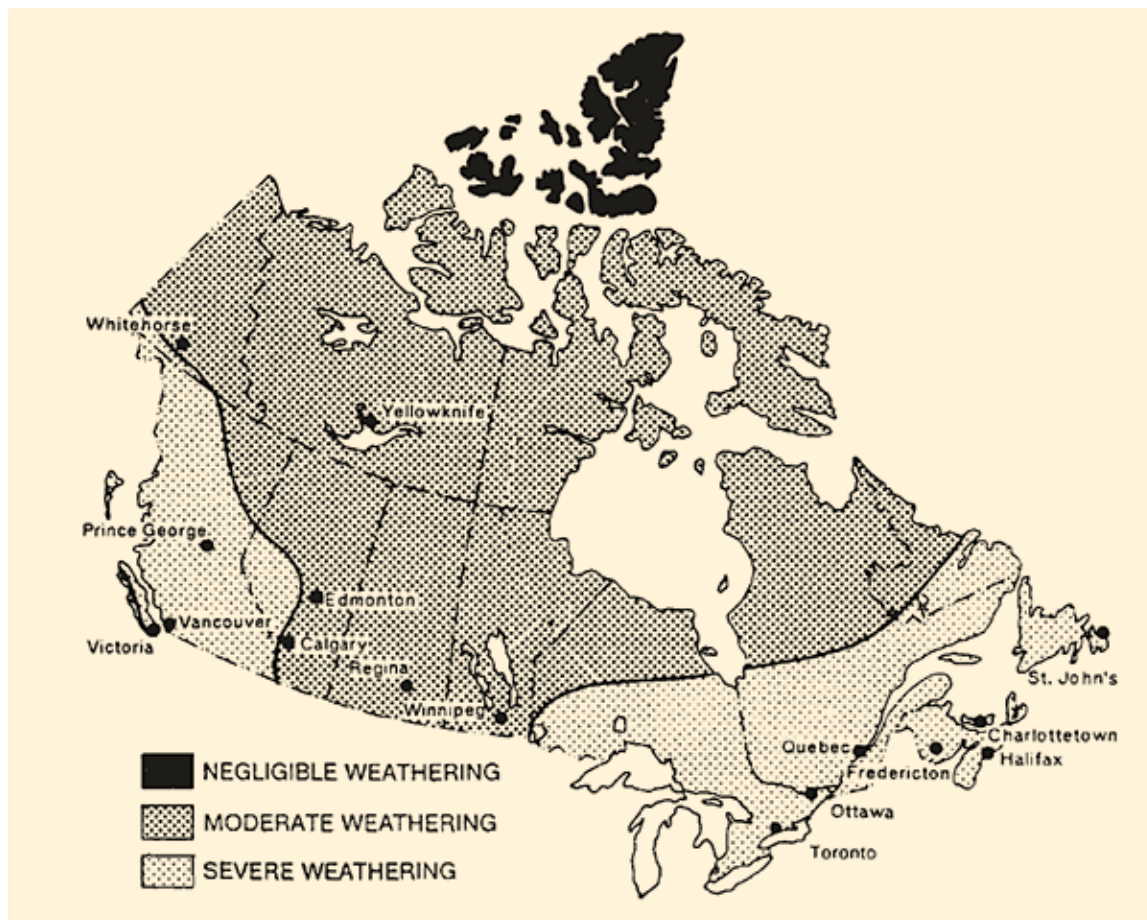 Whitehorse
Yellowknife
Prince George
Edmonton
Vancouver
Calgary
Victoria
Regina
Winnipeg
St. John's
Charlottetown
Quebec
Halifax
Fredericton
Ottawa
Toronto
NEGLIGIBLE WEATHERING
MODERATE WEATHERING
SEVERE WEATHERING